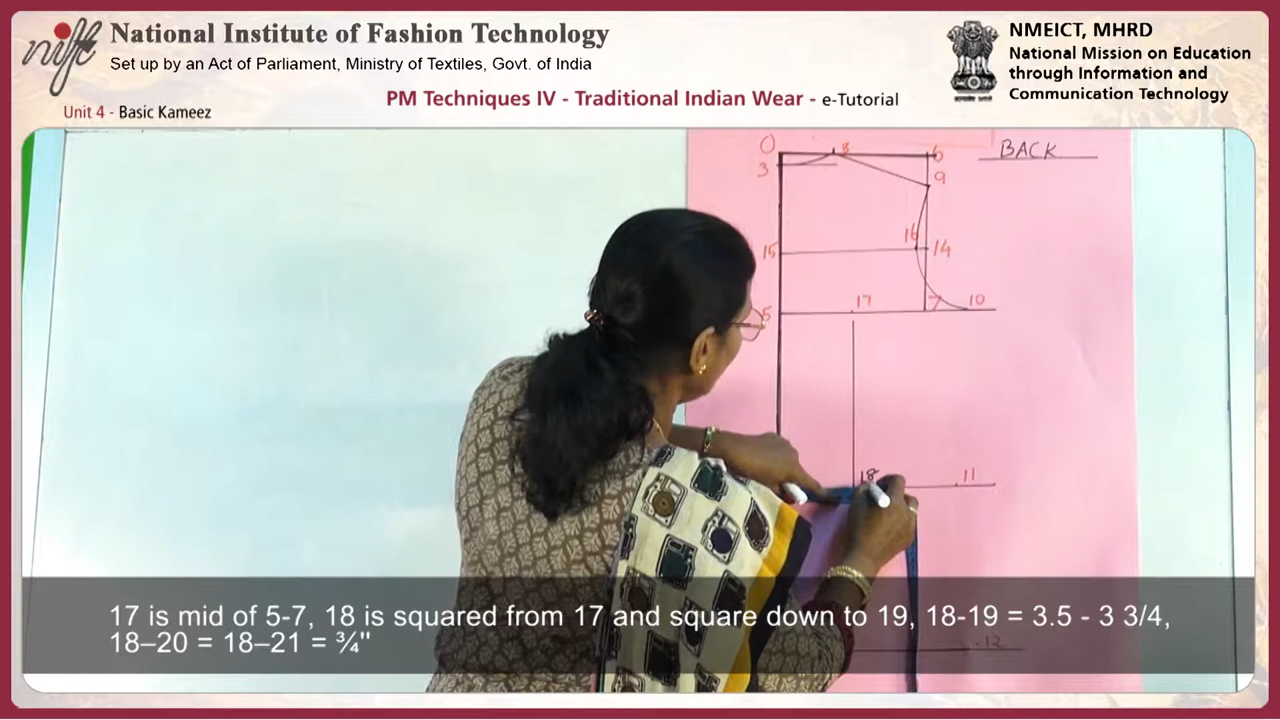 nift
National Institute of Fashion Technology
Set up by an Act of Parliament, Ministry of Textiles, Govt. of India
NMEICT, MHRD
National Mission on Education
through Information and
Communication Technology
PM Techniques IV - Traditional Indian Wear - e-Tutorial
Unit 4 - Basic Kameez
BACK
0
8
6
3
9
16
15
14
17
7
10
5
18
11
12
17 is mid of 5-7, 18 is squared from 17 and square down to 19, 18-19 = 3.5 - 3 3/4,
18–20 = 18–21 = ¾"